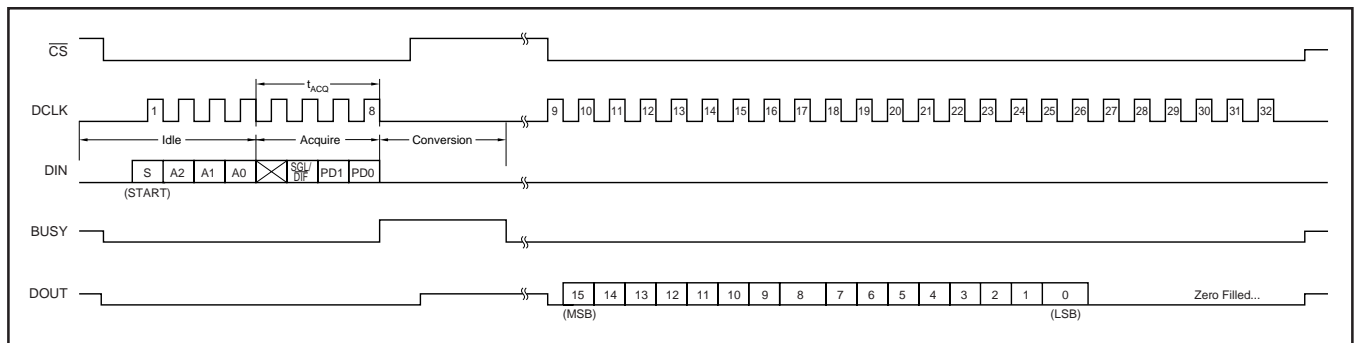 CS
tACQ
DCLK 1 8 9 10 11 12 13 14 15 16 17 18 19 20 21 22 23 24 25 26 27 28 29 30 31 32
Idle Acquire Conversion
DIN S A2 A1 A0 SGL/DIF PD1 PD0
(START)
BUSY
DOUT 15 14 13 12 11 10 9 8 7 6 5 4 3 2 1 0 Zero Filled...
(MSB) (LSB)